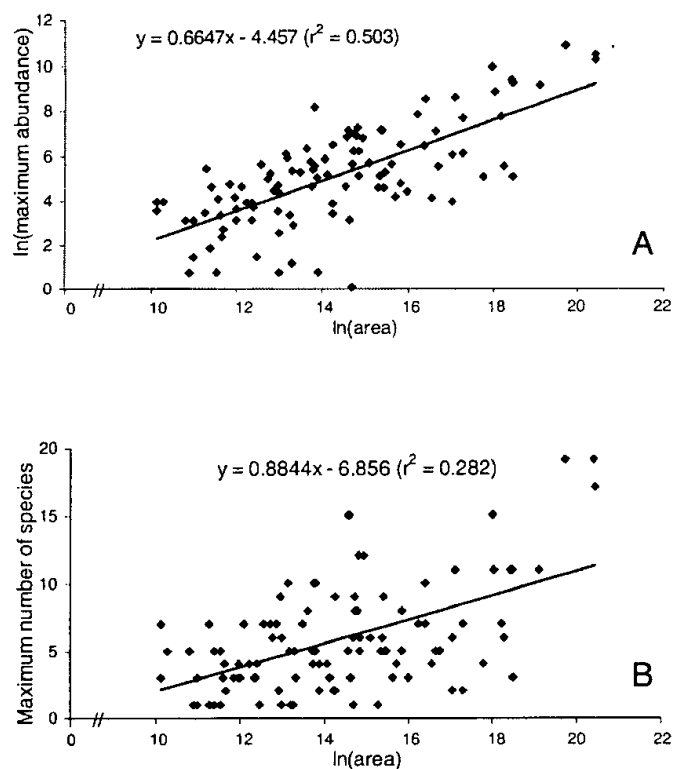 12
y = 0.6647x - 4.457 (r² = 0.503)
10
8
6
4
2
0
ln(maximum abundance)
A
0 // 10 12 14 16 18 20 22
ln(area)
20
y = 0.8844x - 6.856 (r² = 0.282)
15
10
5
0
Maximum number of species
B
0 // 10 12 14 16 18 20 22
ln(area)